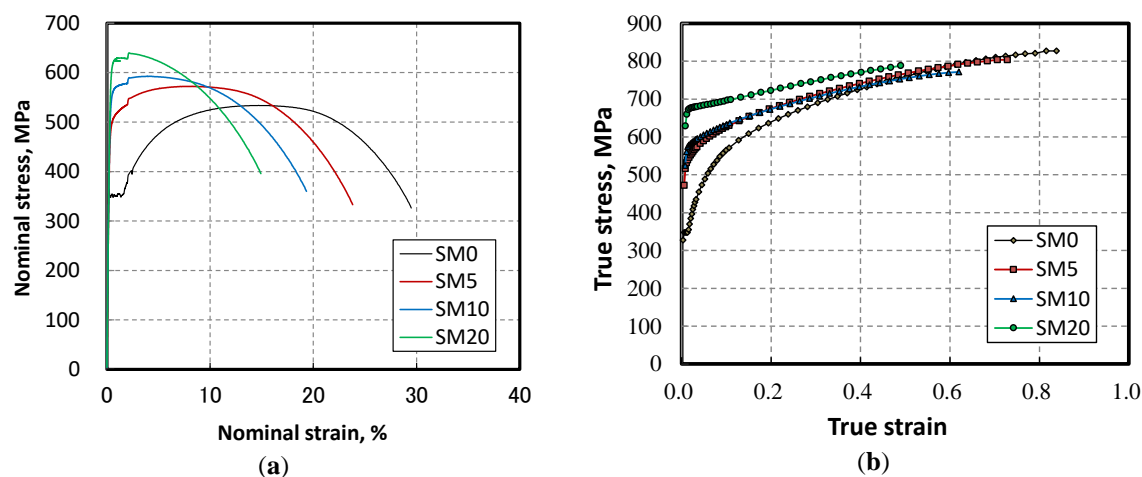 700
600
500
400
300
200
100
0
0 10 20 30 40
Nominal stress, MPa
Nominal strain, %
SM0
SM5
SM10
SM20
(a)
900
800
700
600
500
400
300
200
100
0
0.0 0.2 0.4 0.6 0.8 1.0
True stress, MPa
True strain
SM0
SM5
SM10
SM20
(b)